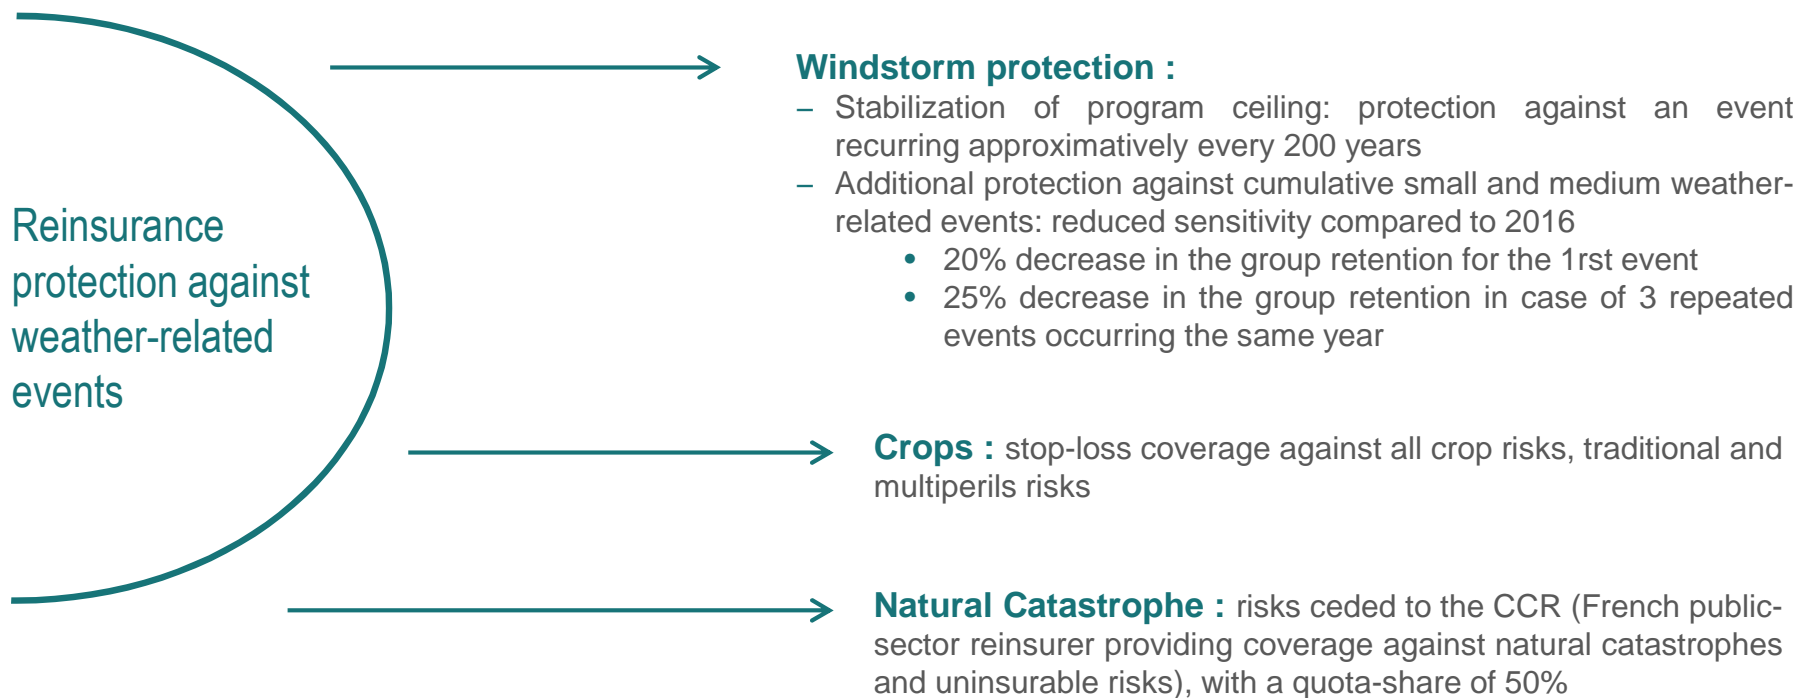 Reinsurance
protection against
weather-related
events
Windstorm protection :
– Stabilization of program ceiling: protection against an event
recurring approximatively every 200 years
– Additional protection against cumulative small and medium weather-
related events: reduced sensitivity compared to 2016
• 20% decrease in the group retention for the 1rst event
• 25% decrease in the group retention in case of 3 repeated
events occurring the same year
Crops : stop-loss coverage against all crop risks, traditional and
multiperils risks
Natural Catastrophe : risks ceded to the CCR (French public-
sector reinsurer providing coverage against natural catastrophes
and uninsurable risks), with a quota-share of 50%